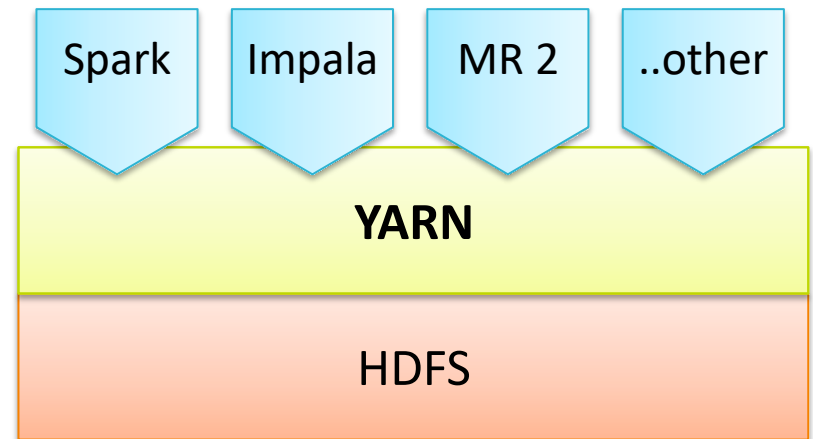 Spark
Impala
MR 2
..other
YARN
HDFS